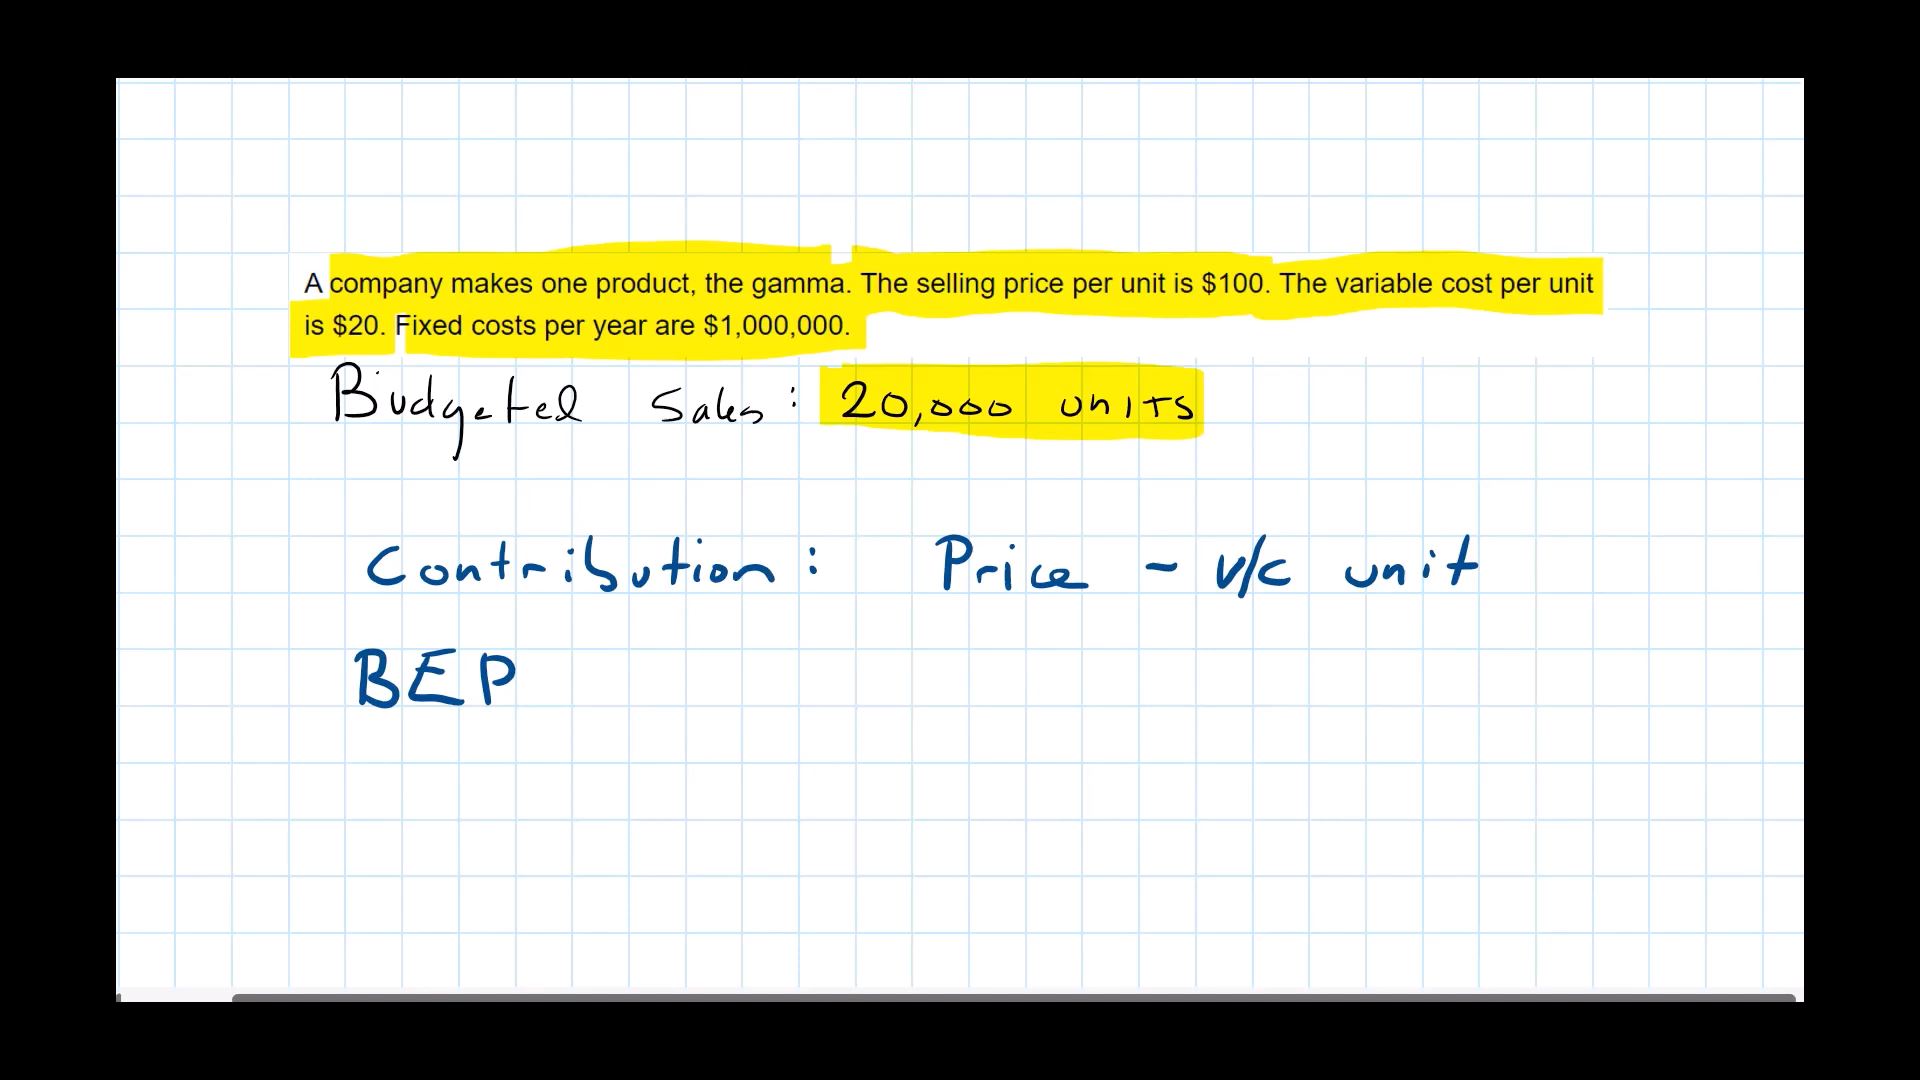 A company makes one product, the gamma. The selling price per unit is $100. The variable cost per unit
is $20. Fixed costs per year are $1,000,000.
Budgeted Sales: 20,000 units
Contribution: Price - v/c unit
BEP